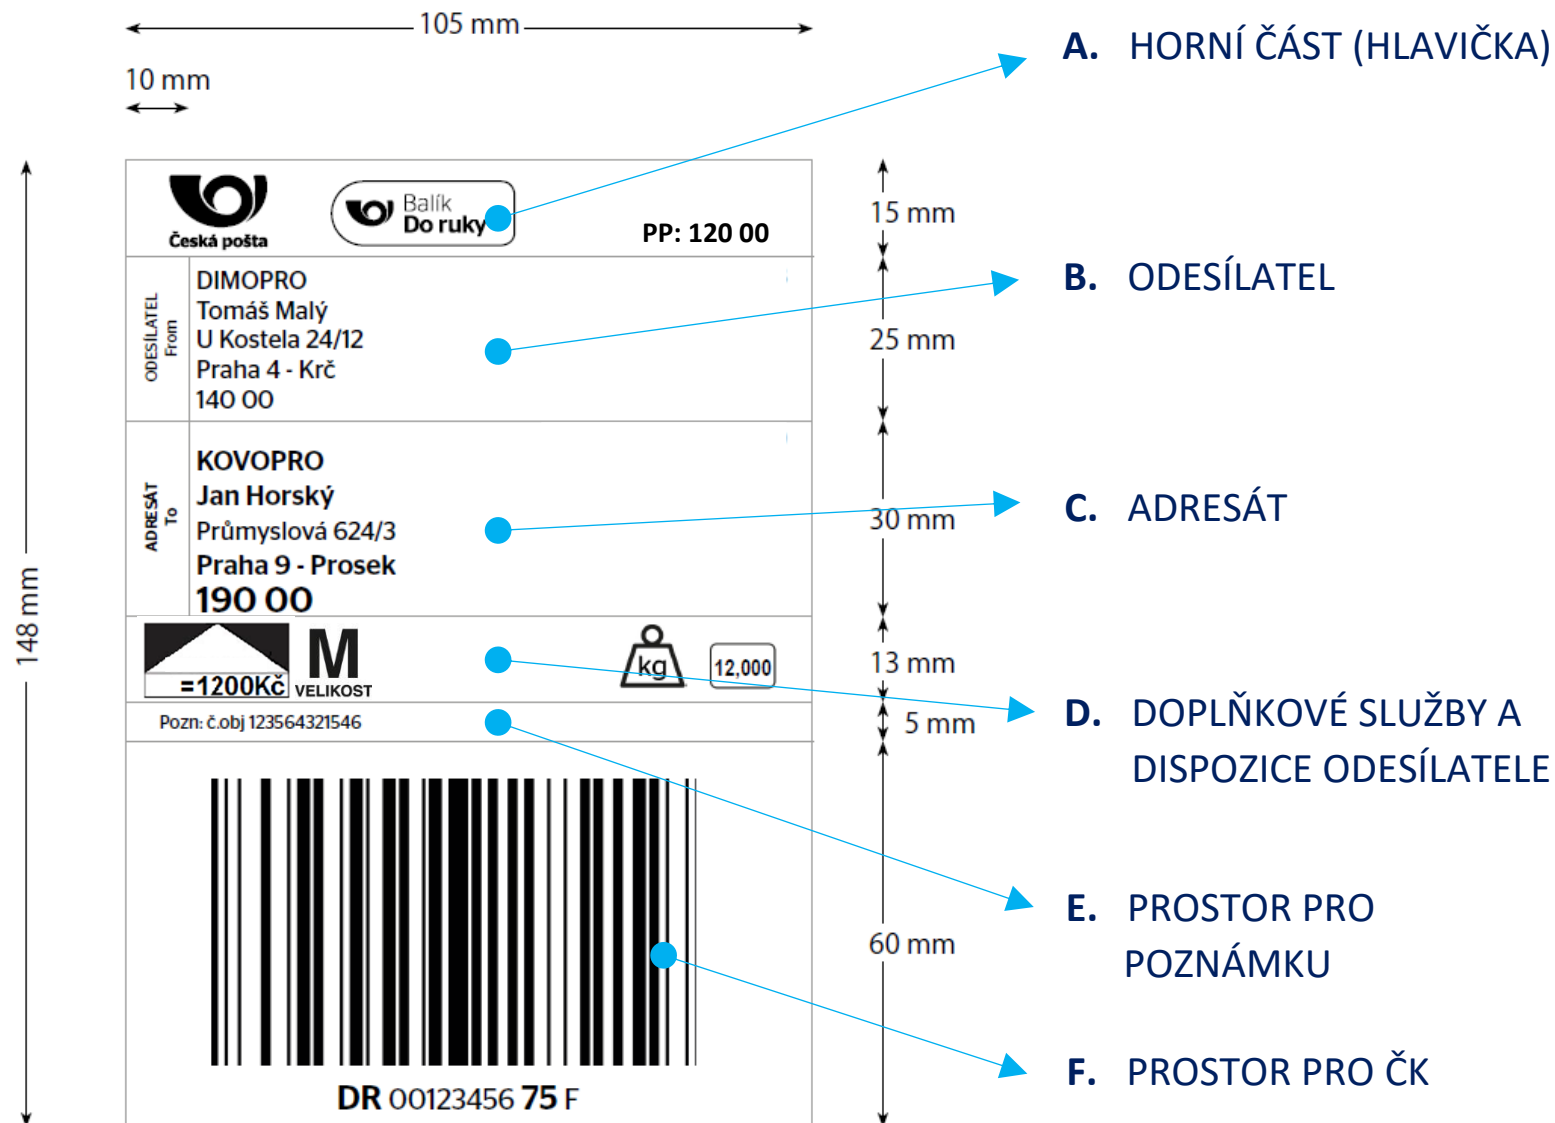 105 mm
10 mm
148 mm
Česká pošta
Balík
Do ruky
PP: 120 00
15 mm
ODESÍLATEL
From
DIMOPRO
Tomáš Malý
U Kostela 24/12
Praha 4 - Krč
140 00
25 mm
ADRESÁT
To
KOVOPRO
Jan Horský
Průmyslová 624/3
Praha 9 - Prosek
190 00
30 mm
=1200Kč
M
VELIKOST
kg
12,000
13 mm
Pozn: č.obj 123564321546
5 mm
60 mm
DR 00123456 75 F
A. HORNÍ ČÁST (HLAVIČKA)
B. ODESÍLATEL
C. ADRESÁT
D. DOPLŇKOVÉ SLUŽBY A
DISPOZICE ODESÍLATELE
E. PROSTOR PRO
POZNÁMKU
F. PROSTOR PRO ČK